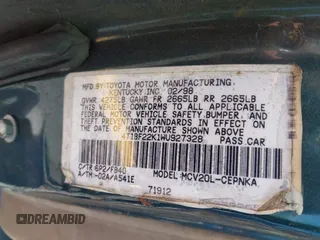 MFD BY:TOYOTA MOTOR MANUFACTURING,
KENTUCKY,INC. 02/98
GVWR 4275LB GAWR FR 2665LB RR 2665LB
THIS VEHICLE CONFORMS TO ALL APPLICABLE
FEDERAL MOTOR VEHICLE SAFETY,BUMPER, AND
THEFT PREVENTION STANDARDS IN EFFECT ON
THE DATE OF MANUFACTURE SHOWN ABOVE.
4T1BF22K1WU927328 PASS CAR
C/TR 6P2/FB40 MODEL:MCV20L-CEPNKA
A/TM -02A/A541E
71912
DREAMBID